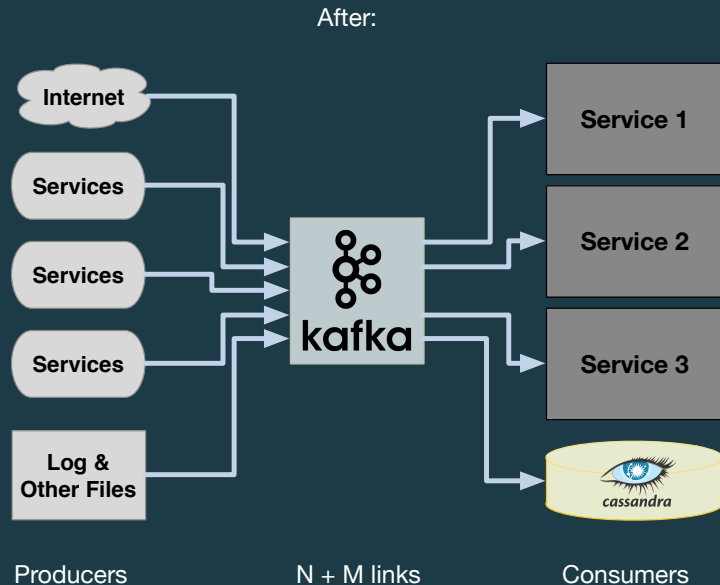 After:
Internet
Services
Services
Services
Log &
Other Files
kafka
Service 1
Service 2
Service 3
cassandra
Producers
N + M links
Consumers